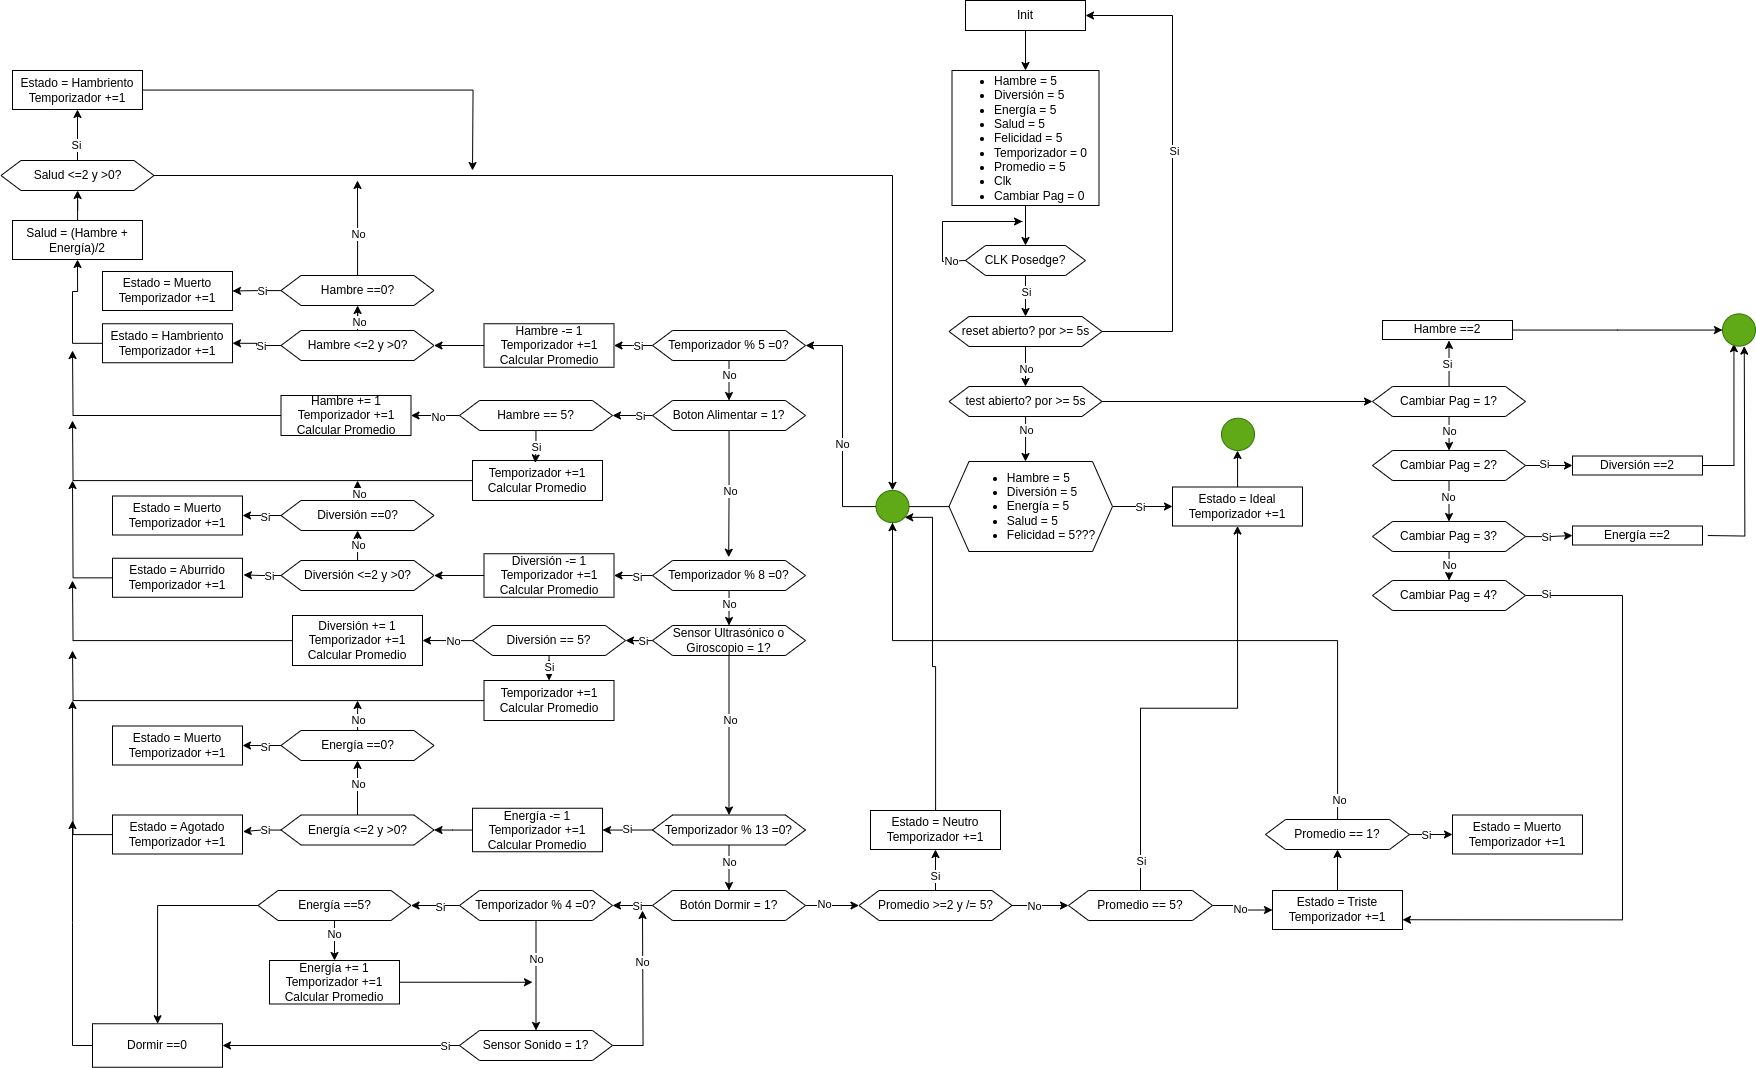 Init
Hambre = 5
Diversión = 5
Energía = 5
Salud = 5
Felicidad = 5
Temporizador = 0
Promedio = 5
Clk
Cambiar Pag = 0
Si
No
CLK Posedge?
Si
reset abierto? por >= 5s
No
test abierto? por >= 5s
No
Hambre = 5
Diversión = 5
Energía = 5
Salud = 5
Felicidad = 5???
Si
Estado = Ideal
Temporizador +=1
Estado = Hambriento
Temporizador +=1
Si
Salud <=2 y >0?
Salud = (Hambre +
Energía)/2
No
Estado = Muerto
Temporizador +=1
Si
Hambre ==0?
No
Estado = Hambriento
Temporizador +=1
Si
Hambre <=2 y >0?
Hambre -= 1
Temporizador +=1
Calcular Promedio
Si
Temporizador % 5 =0?
No
No
Hambre += 1
Temporizador +=1
Calcular Promedio
No
Hambre == 5?
Si
Boton Alimentar = 1?
Si
Temporizador +=1
Calcular Promedio
No
No
Estado = Muerto
Temporizador +=1
Si
Diversión ==0?
No
Estado = Aburrido
Temporizador +=1
Si
Diversión <=2 y >0?
Diversión -= 1
Temporizador +=1
Calcular Promedio
Si
Temporizador % 8 =0?
No
Diversión += 1
Temporizador +=1
Calcular Promedio
No
Diversión == 5?
Si
Sensor Ultrasónico o
Giroscopio = 1?
Si
Temporizador +=1
Calcular Promedio
No
No
Estado = Muerto
Temporizador +=1
Si
Energía ==0?
No
Estado = Agotado
Temporizador +=1
Si
Energía <=2 y >0?
Energía -= 1
Temporizador +=1
Calcular Promedio
Si
Temporizador % 13 =0?
No
Energía ==5?
Si
Temporizador % 4 =0?
Si
Botón Dormir = 1?
No
No
Energía += 1
Temporizador +=1
Calcular Promedio
No
No
Dormir ==0
Si
Sensor Sonido = 1?
Estado = Neutro
Temporizador +=1
Si
Promedio >=2 y /= 5?
No
Si
Promedio == 5?
No
Estado = Triste
Temporizador +=1
No
Promedio == 1?
Si
Estado = Muerto
Temporizador +=1
Hambre ==2
Si
Cambiar Pag = 1?
No
Cambiar Pag = 2?
Si
Diversión ==2
No
Cambiar Pag = 3?
Si
Energía ==2
No
Cambiar Pag = 4?
Si